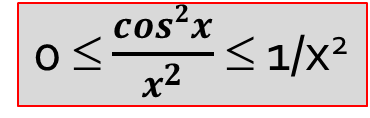 0 ≤ cos²x / x² ≤ 1/x²